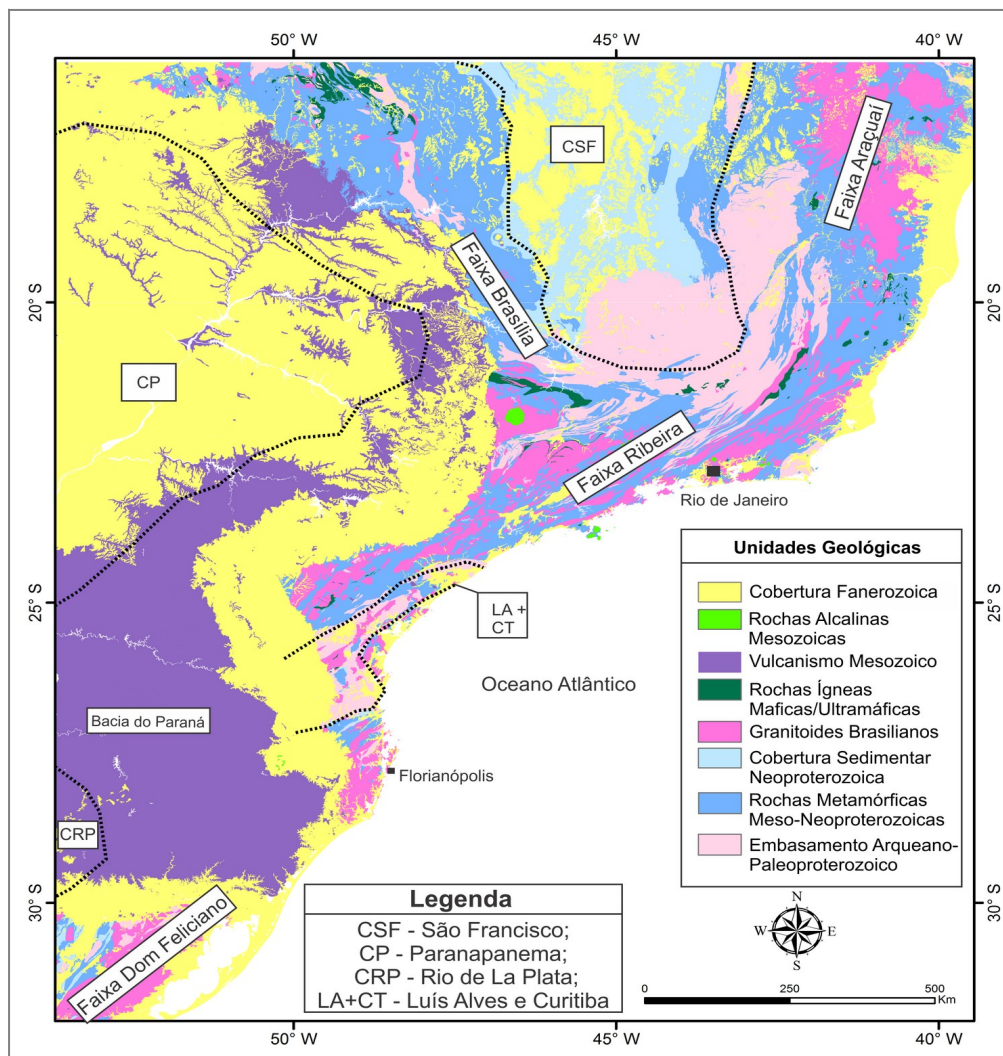 50° W
45° W
40° W
CSF
Faixa Araçuaí
Faixa Brasília
20° S
20° S
CP
Faixa Ribeira
Rio de Janeiro
Unidades Geológicas
Cobertura Fanerozoica
Rochas Alcalinas
Mesozoicas
Vulcanismo Mesozoico
Rochas Ígneas
Maficas/Ultramáficas
Granitoides Brasilianos
Cobertura Sedimentar
Neoproterozoica
Rochas Metamórficas
Meso-Neoproterozoicas
Embasamento Arqueano-
Paleoproterozoico
25° S
25° S
LA +
CT
Oceano Atlântico
Bacia do Paraná
Florianópolis
CRP
30° S
30° S
Faixa Dom Feliciano
Legenda
CSF - São Francisco;
CP - Paranapanema;
CRP - Rio de La Plata;
LA+CT - Luís Alves e Curitiba
N
W
E
S
0
250
500
Km
50° W
45° W
40° W